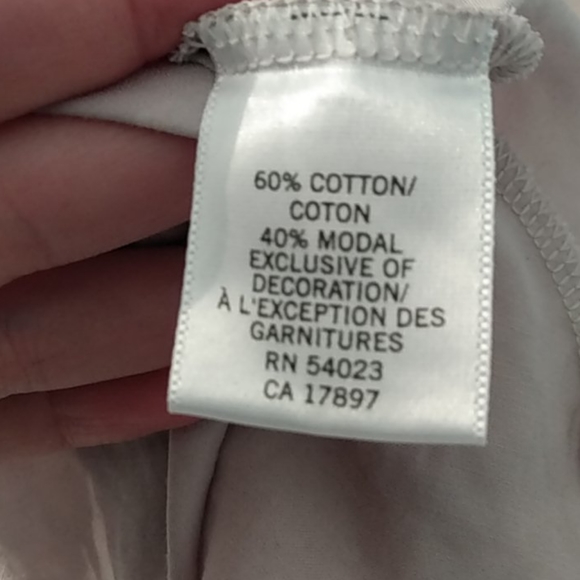 60% COTTON/
COTON
40% MODAL
EXCLUSIVE OF
DECORATION/
À L'EXCEPTION DES
GARNITURES
RN 54023
CA 17897